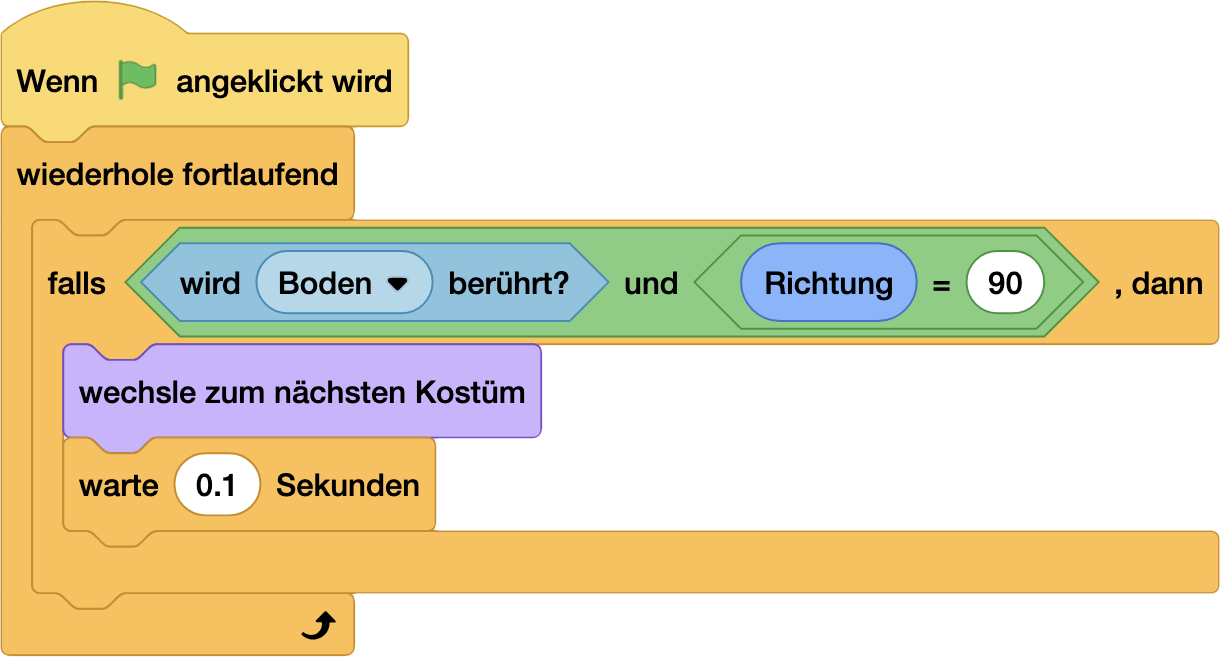 Wenn angeklickt wird
wiederhole fortlaufend
falls wird Boden berührt? und Richtung = 90 , dann
wechsle zum nächsten Kostüm
warte 0.1 Sekunden